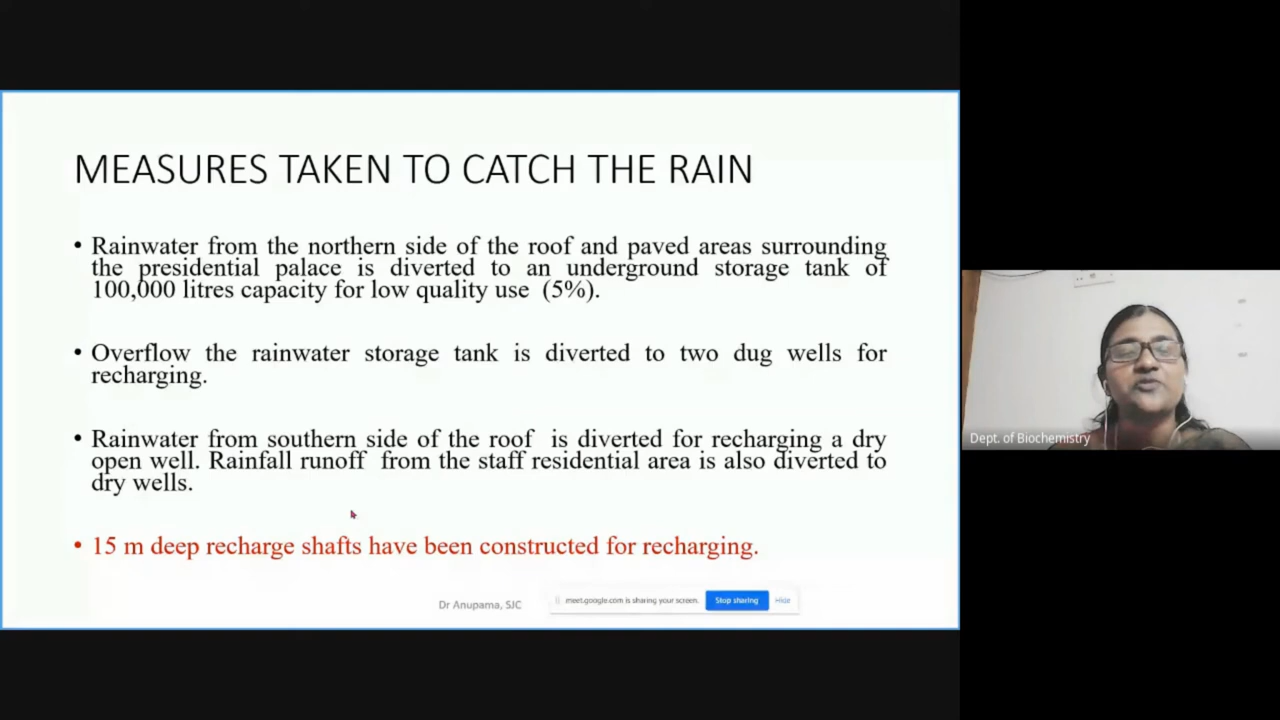 MEASURES TAKEN TO CATCH THE RAIN
• Rainwater from the northern side of the roof and paved areas surrounding
the presidential palace is diverted to an underground storage tank of
100,000 litres capacity for low quality use (5%).
• Overflow the rainwater storage tank is diverted to two dug wells for
recharging.
• Rainwater from southern side of the roof is diverted for recharging a dry
open well. Rainfall runoff from the staff residential area is also diverted to
dry wells.
• 15 m deep recharge shafts have been constructed for recharging.
Dr Anupama, SJC
meet.google.com is sharing your screen.
Stop sharing
Hide
Dept. of Biochemistry